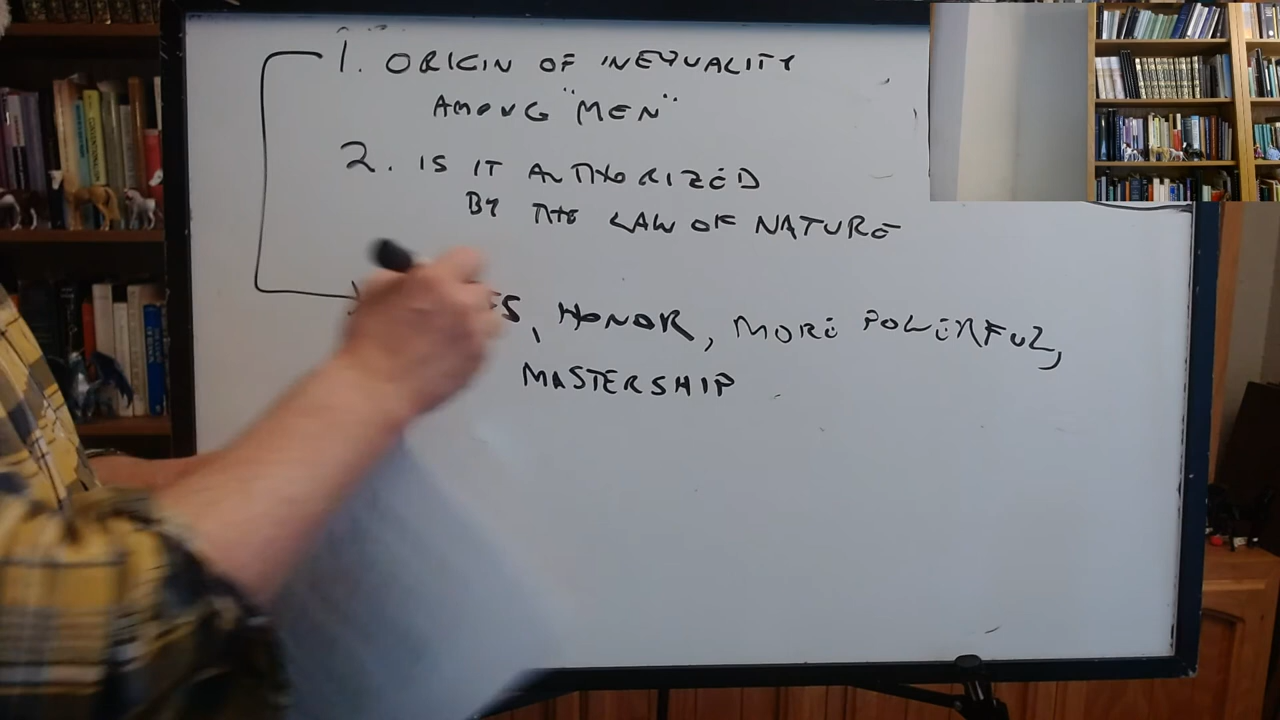 1. ORIGIN OF INEQUALITY
AMONG "MEN"
2. IS IT AUTHORIZED
BY THE LAW OF NATURE
, HONOR, MORE POWERFUL,
MASTERSHIP